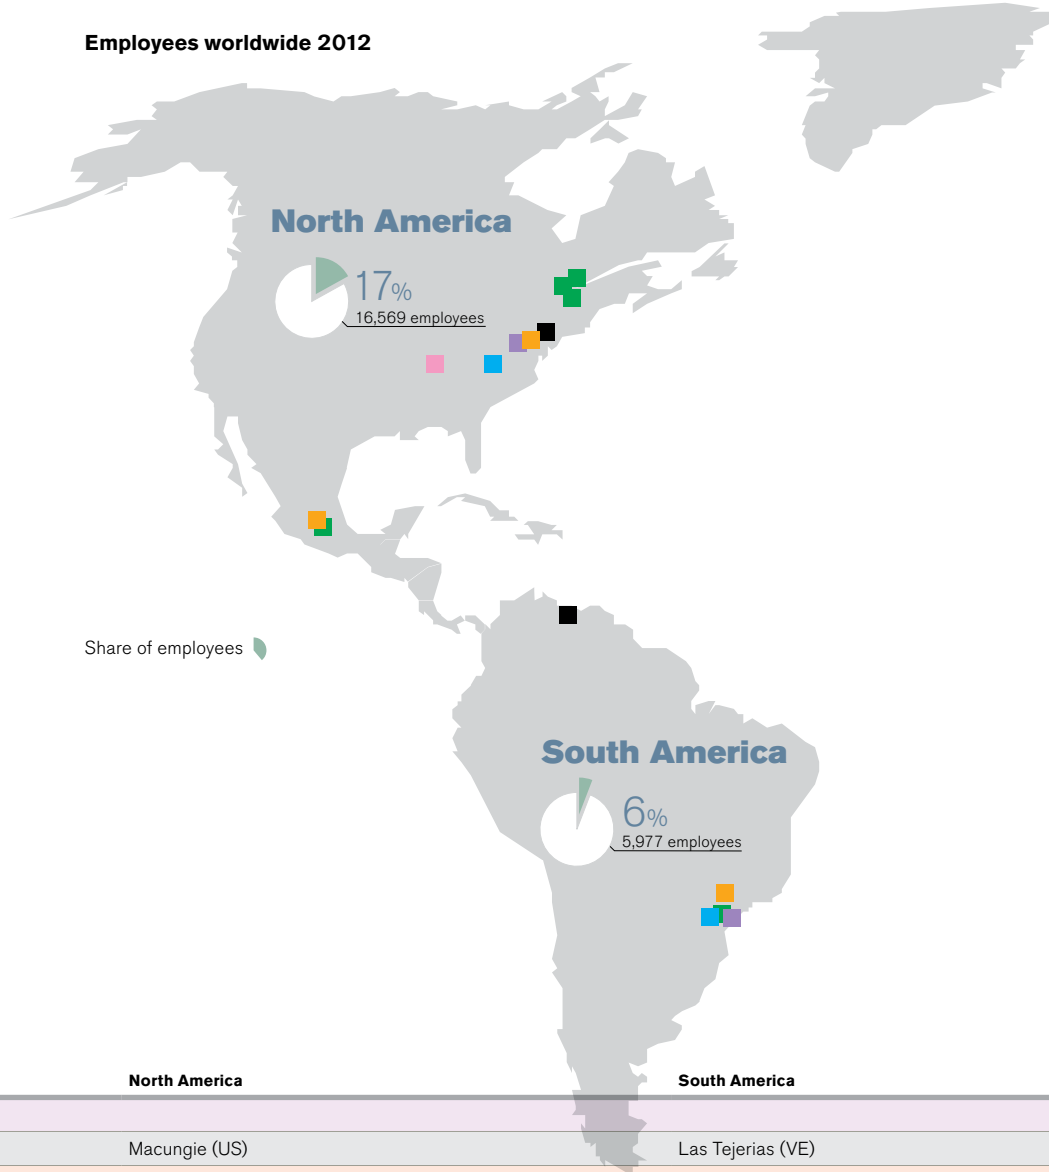 Employees worldwide 2012
North America
17%
16,569 employees
Share of employees
South America
6%
5,977 employees
North America South America
Macungie (US) Las Tejerias (VE)